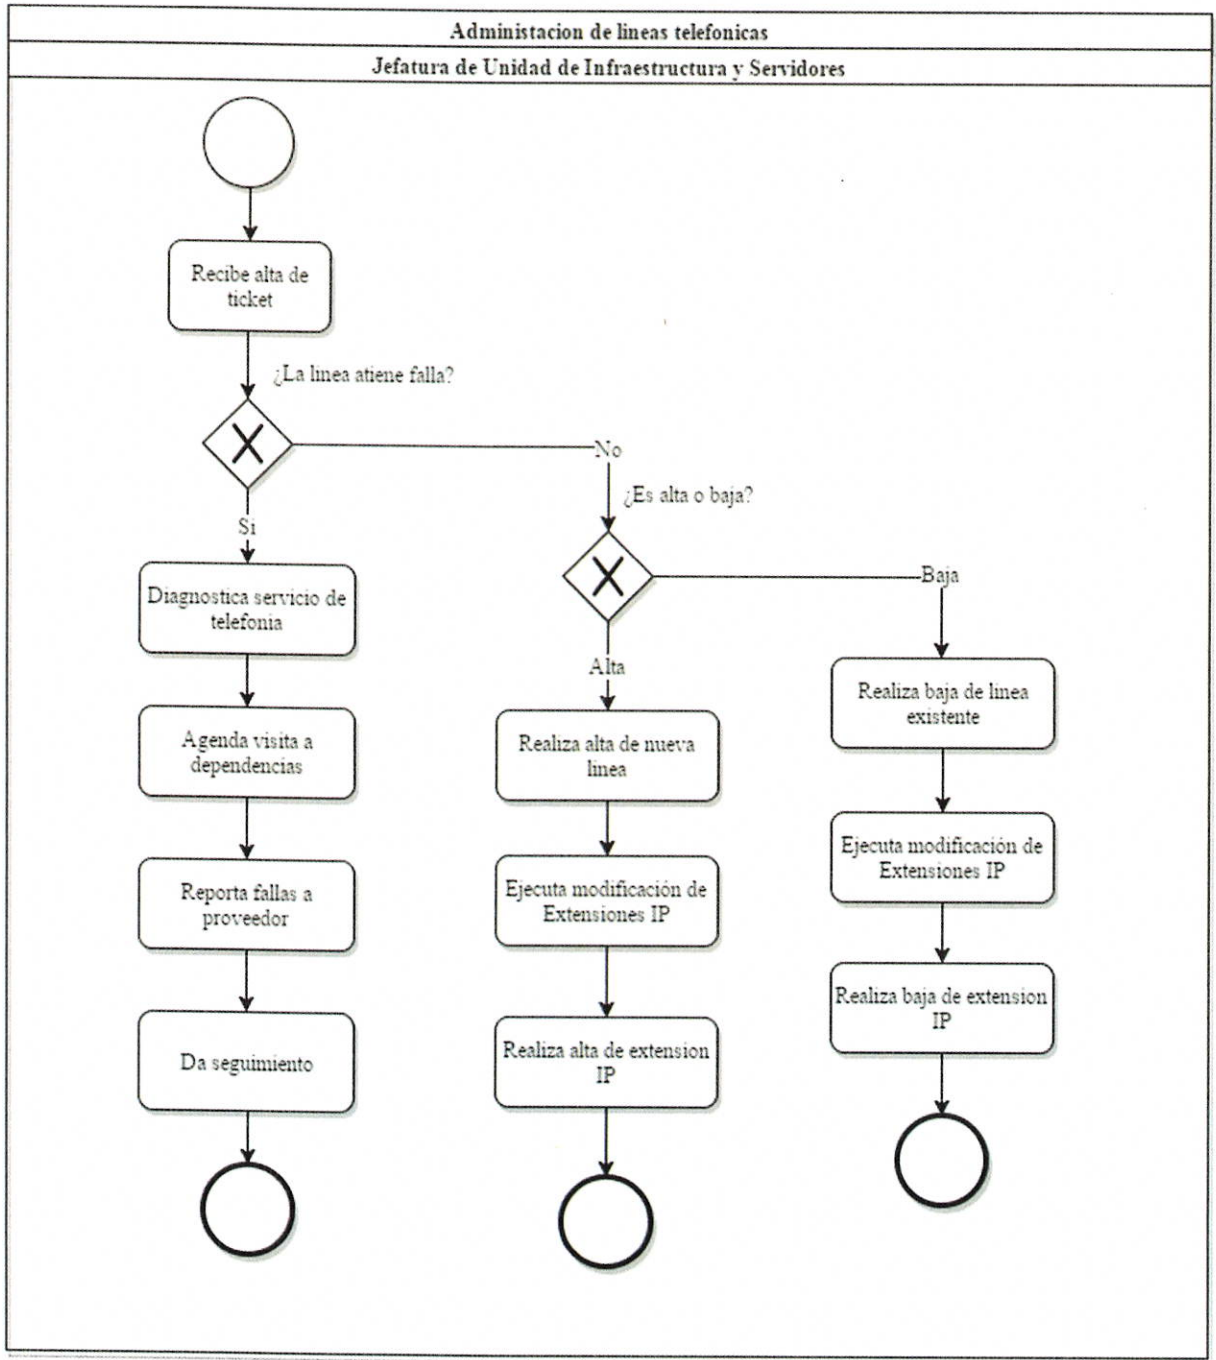 Administacion de lineas telefonicas
Jefatura de Unidad de Infraestructura y Servidores
Recibe alta de
ticket
¿La linea atiene falla?
No
¿Es alta o baja?
Si
Baja
Diagnostica servicio de
telefonia
Alta
Realiza baja de linea
existente
Agenda visita a
dependencias
Realiza alta de nueva
linea
Ejecuta modificación de
Extensiones IP
Reporta fallas a
proveedor
Ejecuta modificación de
Extensiones IP
Realiza baja de extension
IP
Da seguimiento
Realiza alta de extension
IP